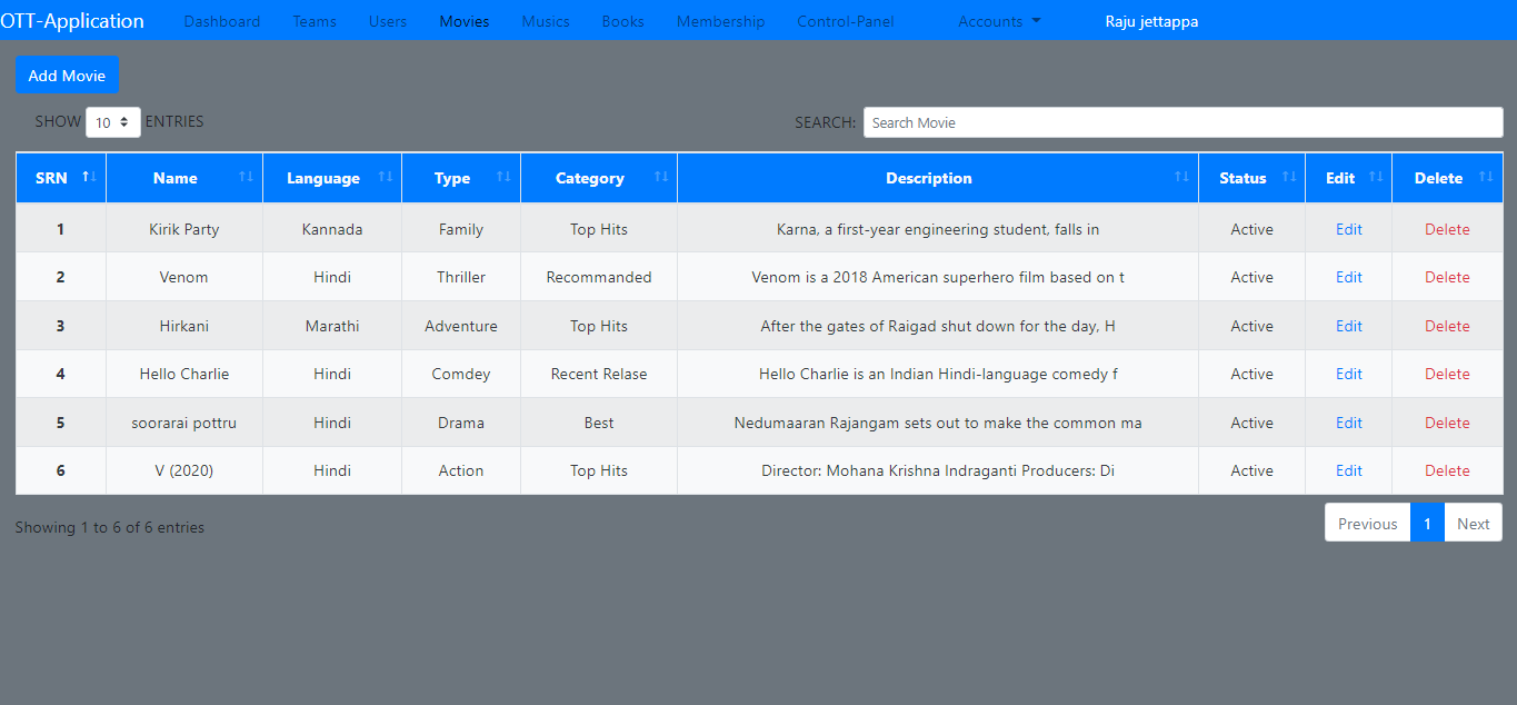 OTT-Application Dashboard Teams Users Movies Musics Books Membership Control-Panel Accounts Raju jettappa
Add Movie
SHOW 10 ENTRIES SEARCH: Search Movie
SRN Name Language Type Category Description Status Edit Delete
1 Kirik Party Kannada Family Top Hits Karna, a first-year engineering student, falls in Active Edit Delete
2 Venom Hindi Thriller Recommanded Venom is a 2018 American superhero film based on t Active Edit Delete
3 Hirkani Marathi Adventure Top Hits After the gates of Raigad shut down for the day, H Active Edit Delete
4 Hello Charlie Hindi Comdey Recent Relase Hello Charlie is an Indian Hindi-language comedy f Active Edit Delete
5 soorarai pottru Hindi Drama Best Nedumaaran Rajangam sets out to make the common ma Active Edit Delete
6 V (2020) Hindi Action Top Hits Director: Mohana Krishna Indraganti Producers: Di Active Edit Delete
Showing 1 to 6 of 6 entries Previous 1 Next